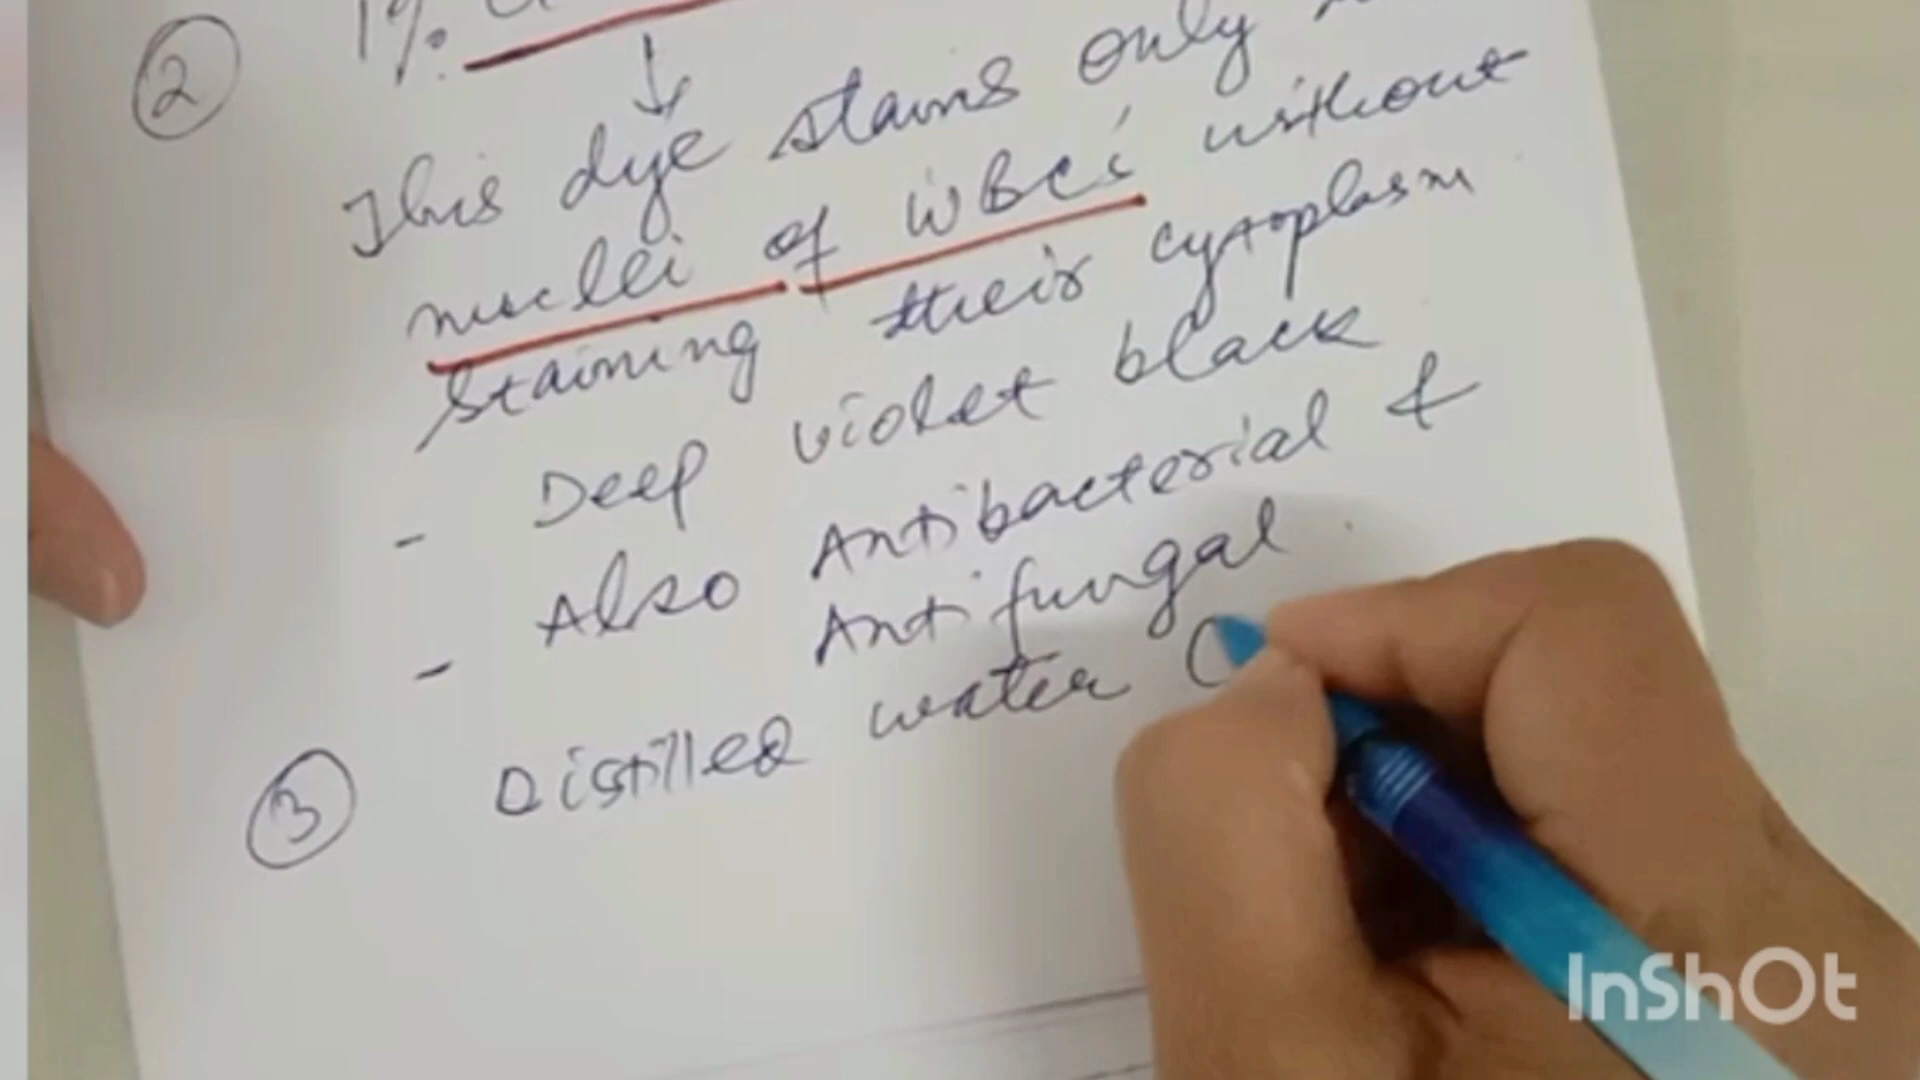 2 1%.
This dye stains only
nuclei of WBCs without
staining their cytoplasm
- Deep violet black
- Also Antibacterial &
Antifungal.
3 Distilled water (
InShOt